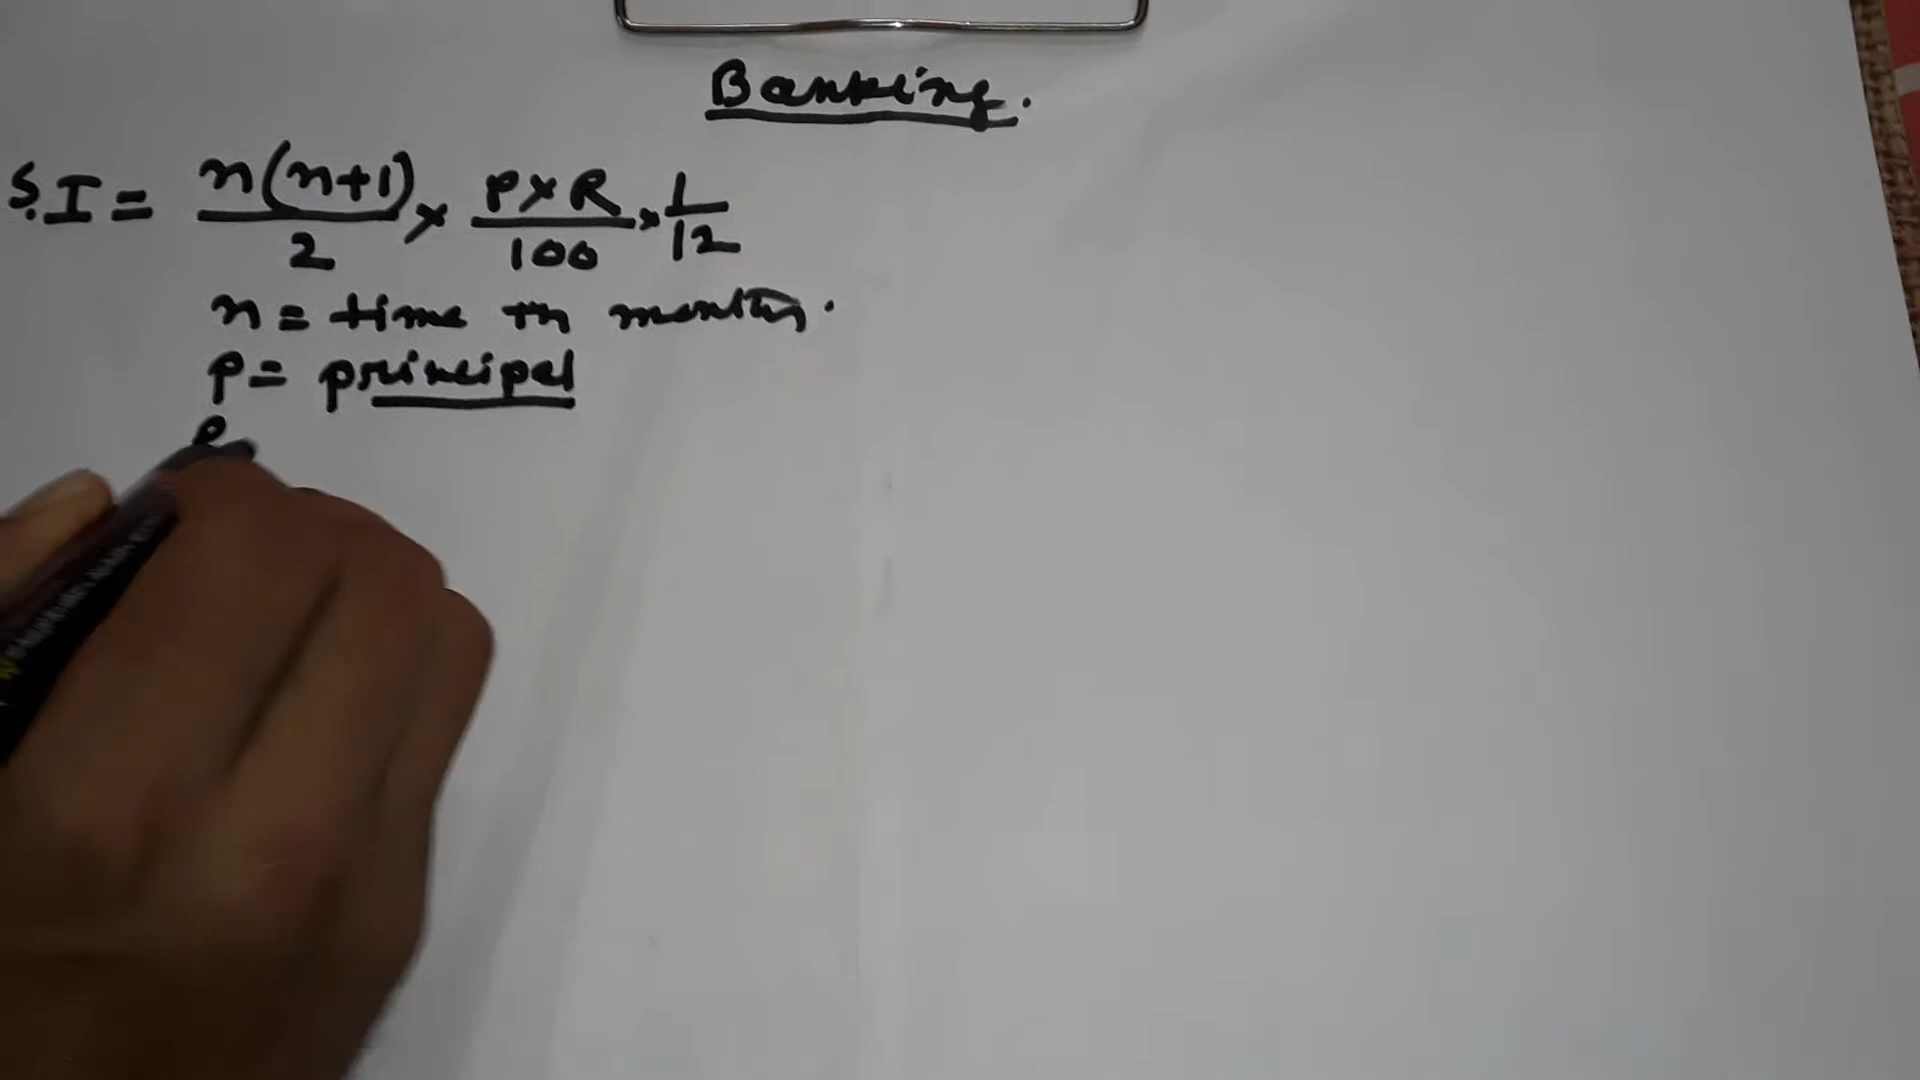 Banking.
S.I = n(n+1)/2 × P×R/100 × 1/12
n = time in months.
P = principal